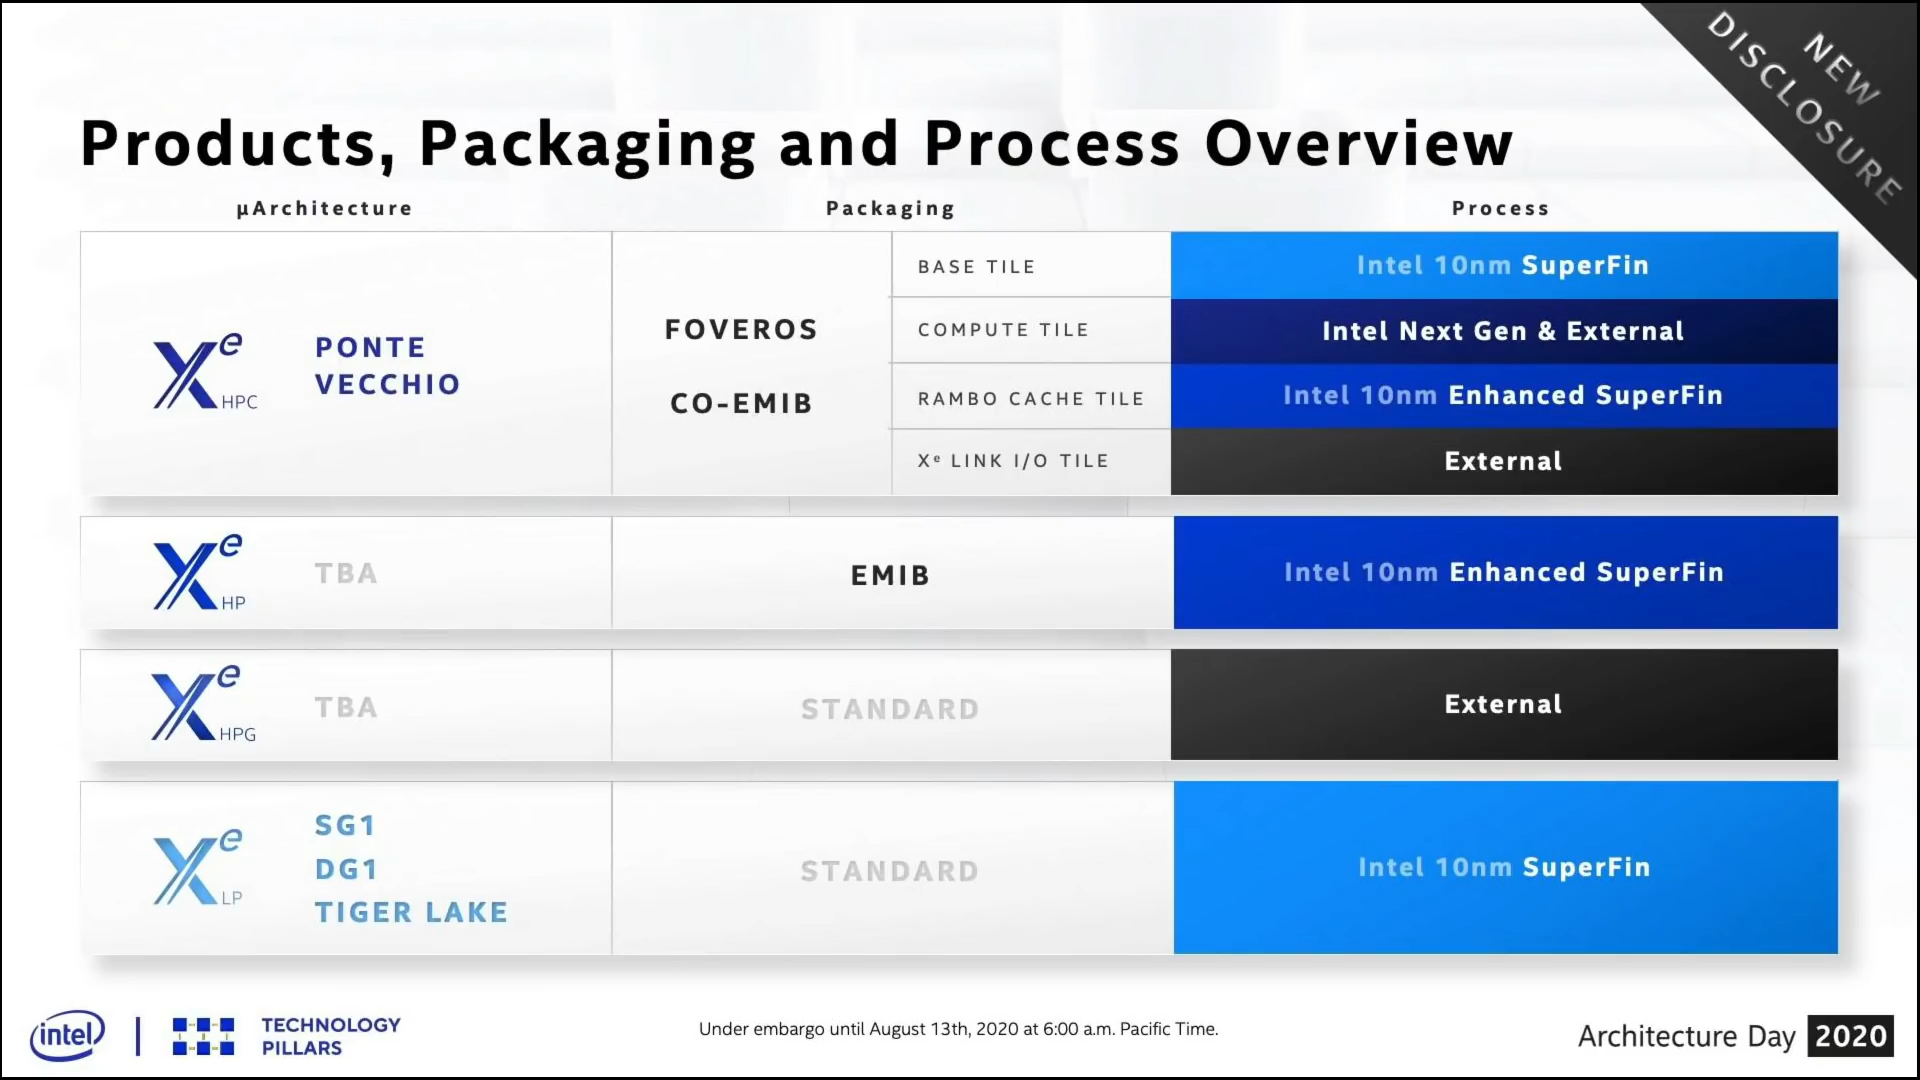 NEW
DISCLOSURE
Products, Packaging and Process Overview
µArchitecture
Packaging
Process
Xe HPC
PONTE
VECCHIO
FOVEROS
CO-EMIB
BASE TILE
Intel 10nm SuperFin
COMPUTE TILE
Intel Next Gen & External
RAMBO CACHE TILE
Intel 10nm Enhanced SuperFin
Xᵉ LINK I/O TILE
External
Xe HP
TBA
EMIB
Intel 10nm Enhanced SuperFin
Xe HPG
TBA
STANDARD
External
Xe LP
SG1
DG1
TIGER LAKE
STANDARD
Intel 10nm SuperFin
intel
TECHNOLOGY
PILLARS
Under embargo until August 13th, 2020 at 6:00 a.m. Pacific Time.
Architecture Day 2020